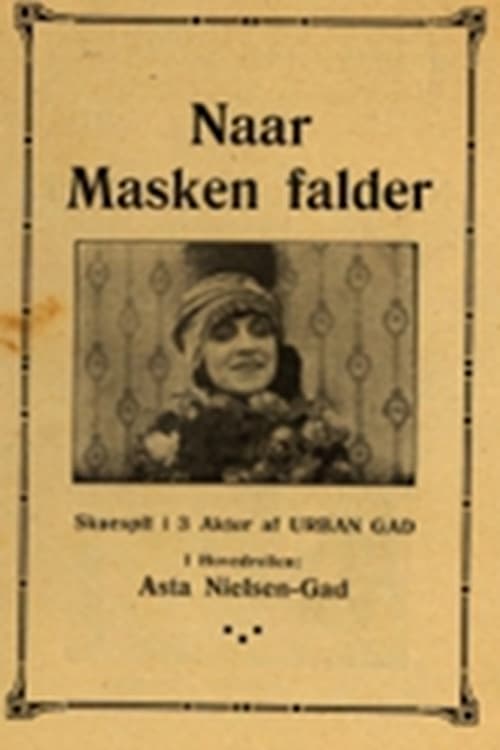 Naar
Masken falder
Skuespil i 3 Akter af URBAN GAD
I Hovedrollen:
Asta Nielsen-Gad